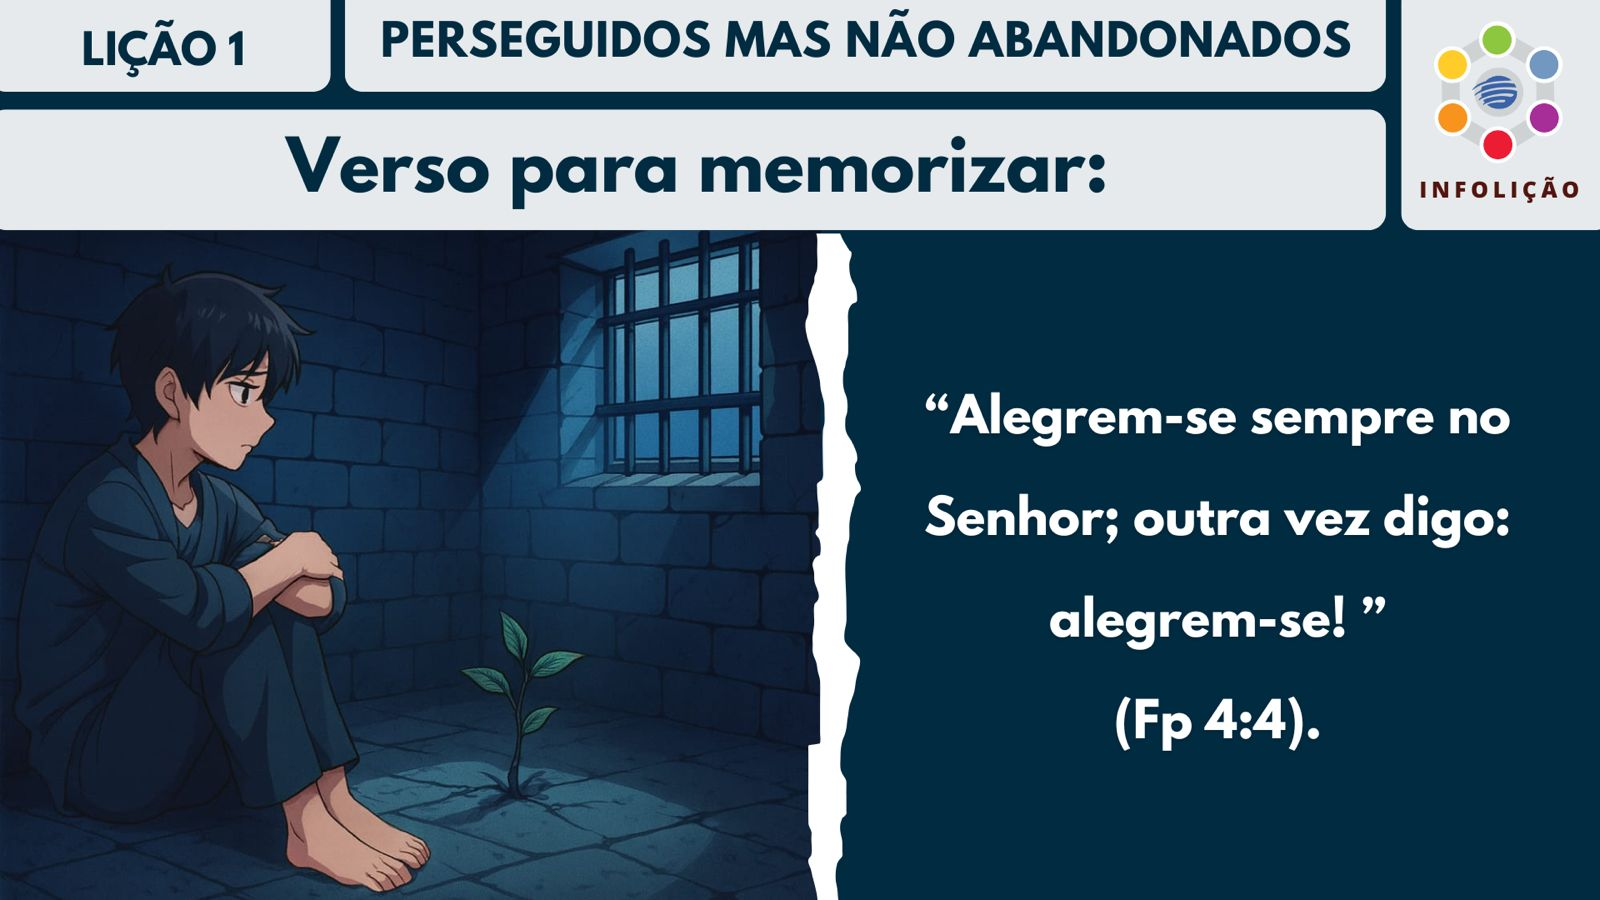 LIÇÃO 1
PERSEGUIDOS MAS NÃO ABANDONADOS
INFOLIÇÃO
Verso para memorizar:
“Alegrem-se sempre no
Senhor; outra vez digo:
alegrem-se! ”
(Fp 4:4).